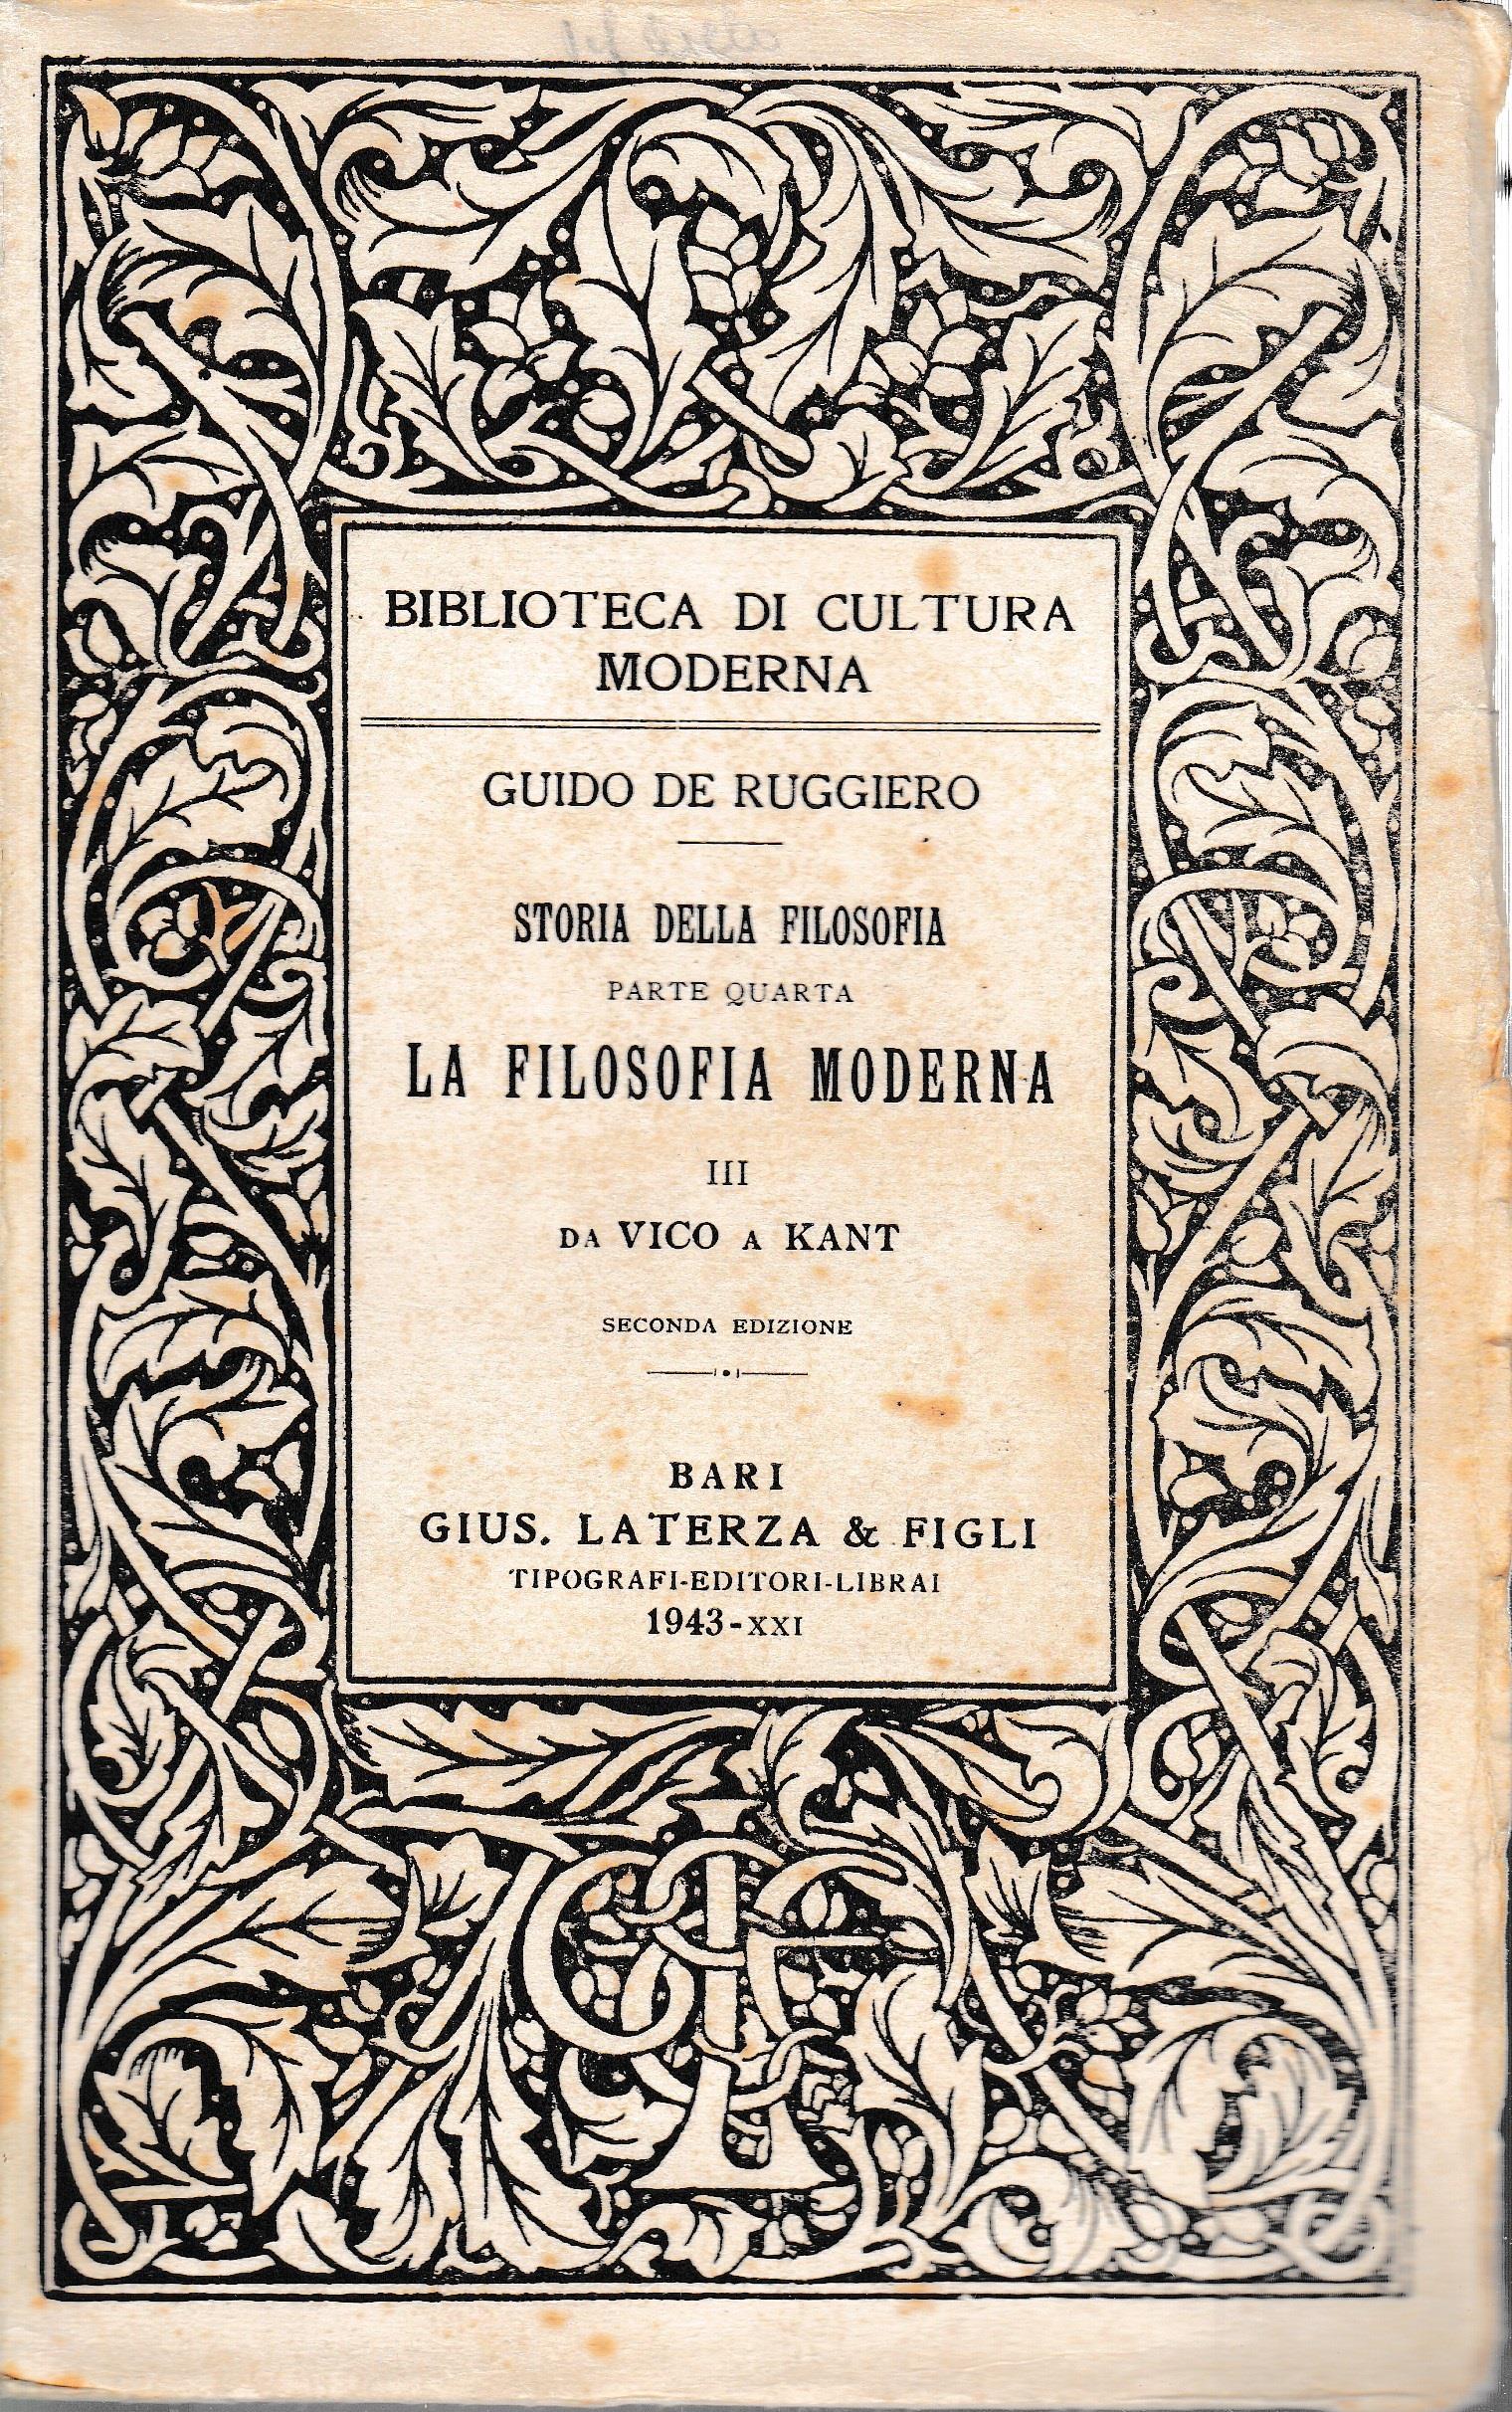 BIBLIOTECA DI CULTURA
MODERNA
GUIDO DE RUGGIERO
STORIA DELLA FILOSOFIA
PARTE QUARTA
LA FILOSOFIA MODERNA
III
DA VICO A KANT
SECONDA EDIZIONE
BARI
GIUS. LATERZA & FIGLI
TIPOGRAFI-EDITORI-LIBRAI
1943-XXI